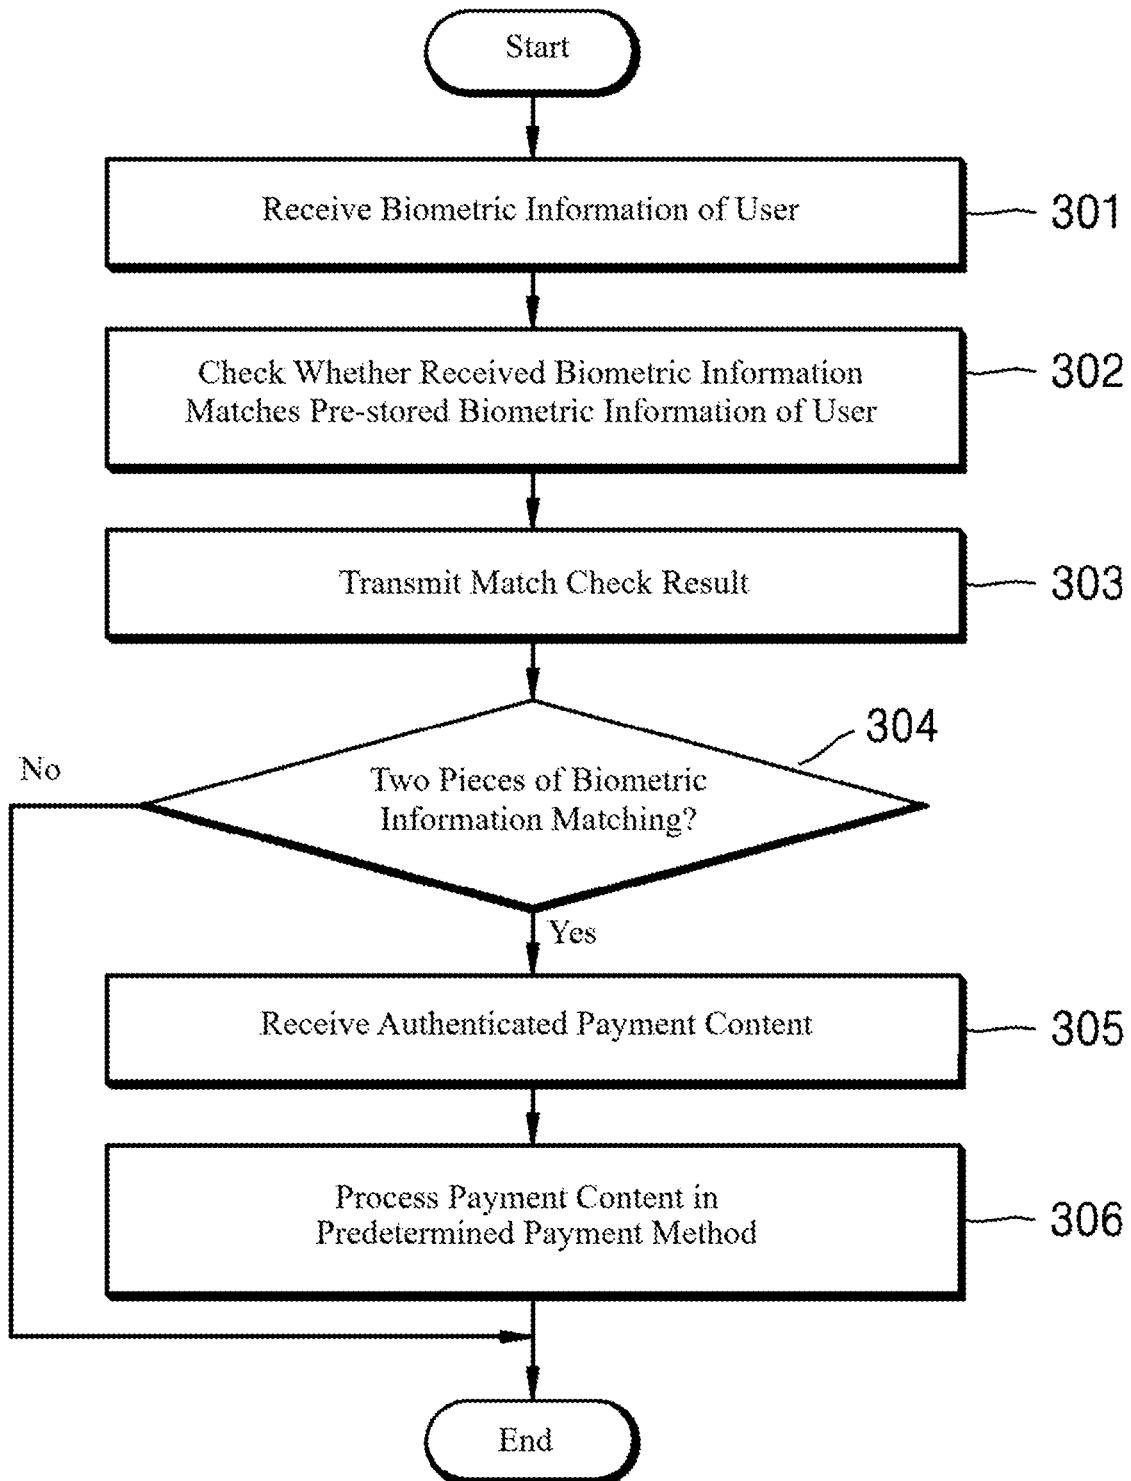 Start
Receive Biometric Information of User
301
Check Whether Received Biometric Information
Matches Pre-stored Biometric Information of User
302
Transmit Match Check Result
303
304
No
Two Pieces of Biometric
Information Matching?
Yes
Receive Authenticated Payment Content
305
Process Payment Content in
Predetermined Payment Method
306
End